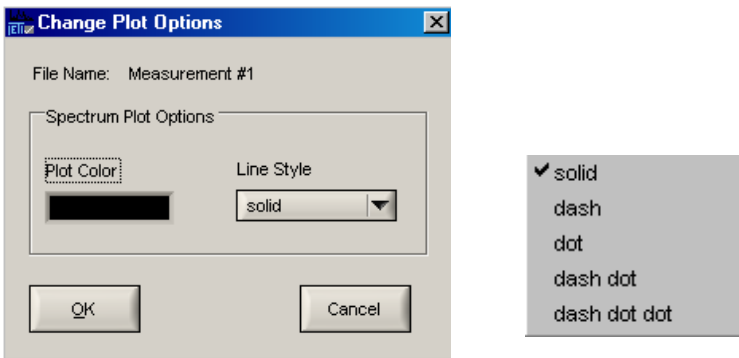 Change Plot Options
File Name: Measurement #1
Spectrum Plot Options
Plot Color
Line Style
solid
OK
Cancel
solid
dash
dot
dash dot
dash dot dot